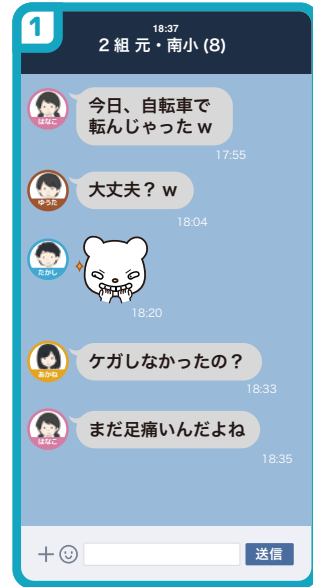 1
18:37
2 組 元・南小 (8)
今日、自転車で
転んじゃった w
はなこ
17:55
大丈夫？ w
ゆうた
18:04
たかし
18:20
ケガしなかったの？
あかね
18:33
まだ足痛いんだよね
はなこ
18:35
送信